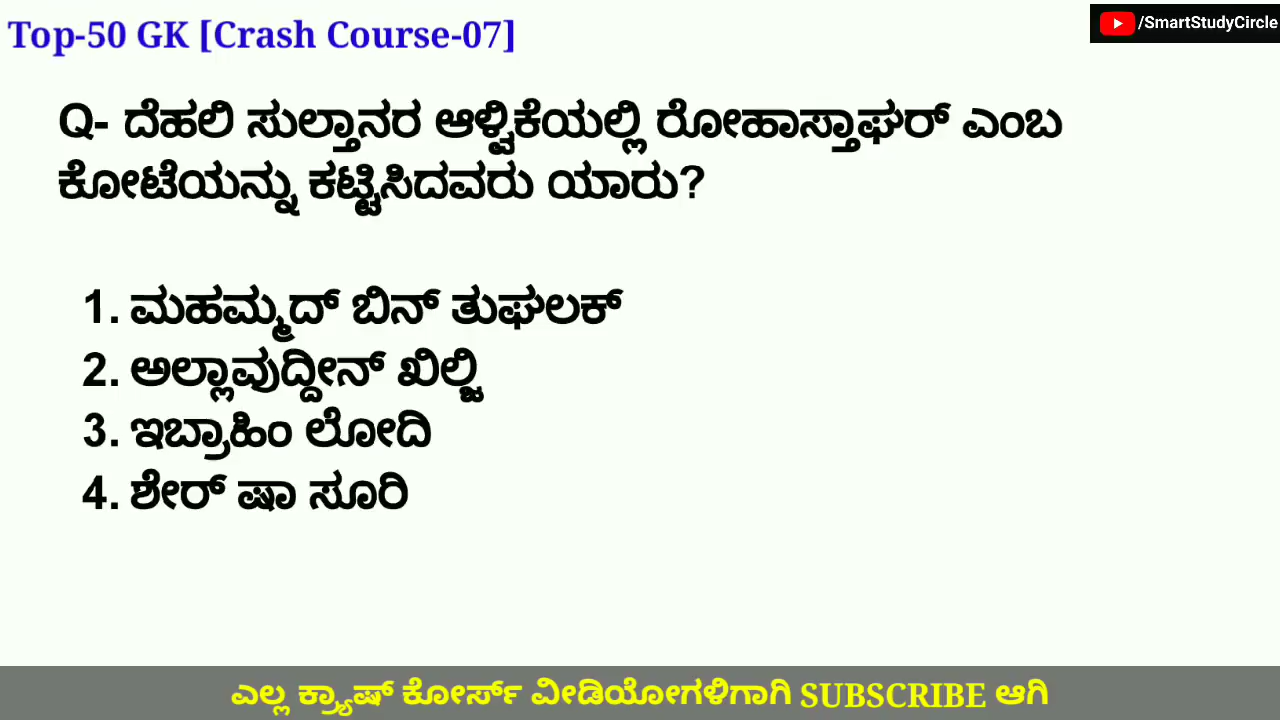 Top-50 GK [Crash Course-07]
/SmartStudyCircle
Q- ದೆಹಲಿ ಸುಲ್ತಾನರ ಆಳ್ವಿಕೆಯಲ್ಲಿ ರೋಹಾಸ್ತಾಘರ್ ಎಂಬ
ಕೋಟೆಯನ್ನು ಕಟ್ಟಿಸಿದವರು ಯಾರು?
1. ಮಹಮ್ಮದ್ ಬಿನ್ ತುಘಲಕ್
2. ಅಲ್ಲಾವುದ್ದೀನ್ ಖಿಲ್ಜಿ
3. ಇಬ್ರಾಹಿಂ ಲೋದಿ
4. ಶೇರ್ ಷಾ ಸೂರಿ
ಎಲ್ಲ ಕ್ರ್ಯಾಷ್ ಕೋರ್ಸ್ ವೀಡಿಯೋಗಳಿಗಾಗಿ SUBSCRIBE ಆಗಿ